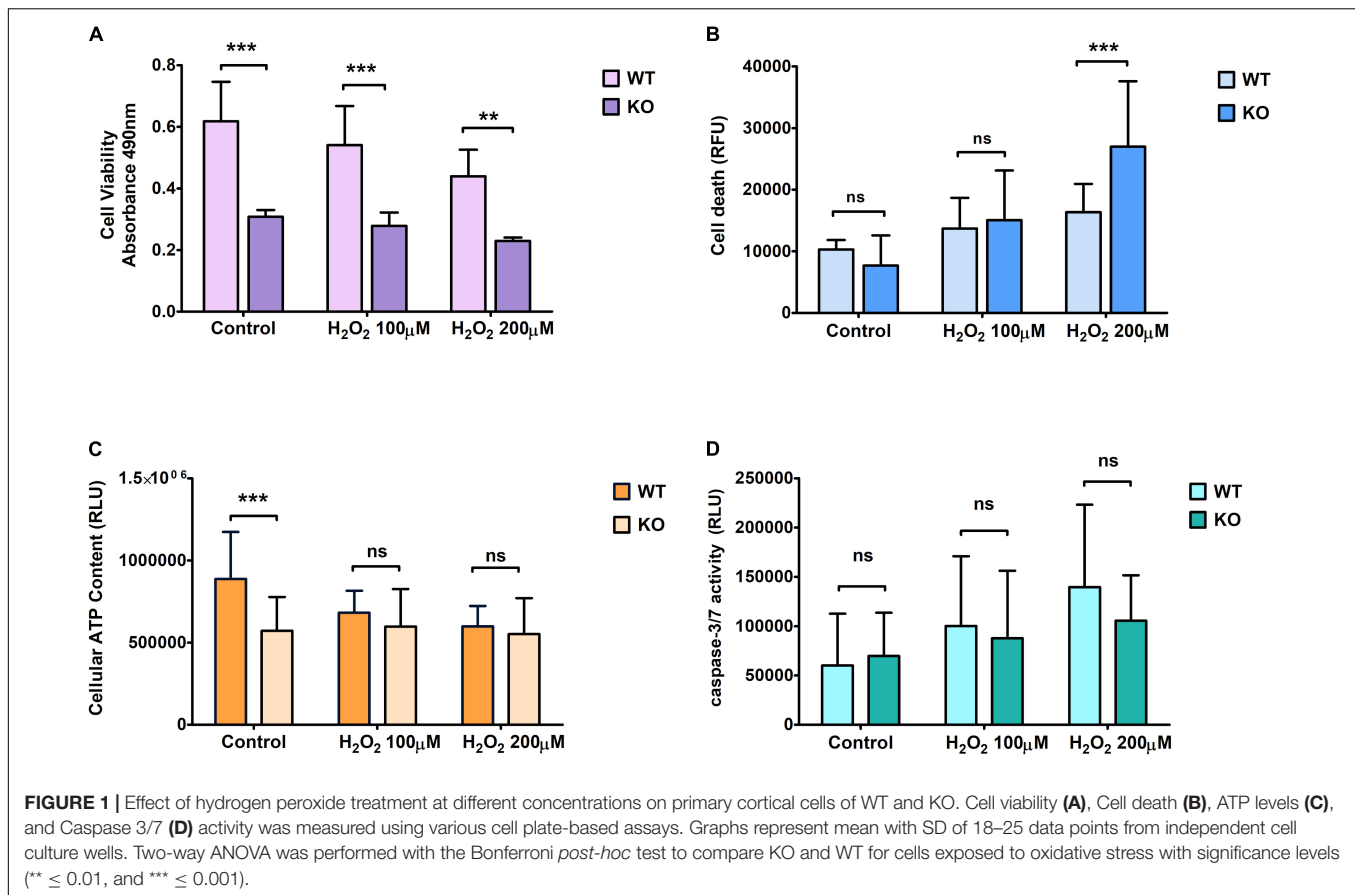 A
***
***
**
WT
KO
0.8
0.6
0.4
0.2
0.0
Cell Viability
Absorbance 490nm
Control
H₂O₂ 100μM
H₂O₂ 200μM
B
ns
ns
***
WT
KO
40000
30000
20000
10000
0
Cell death (RFU)
Control
H₂O₂ 100μM
H₂O₂ 200μM
C
***
ns
ns
WT
KO
1.5×10⁰⁶
1000000
500000
0
Cellular ATP Content (RLU)
Control
H₂O₂ 100μM
H₂O₂ 200μM
D
ns
ns
ns
WT
KO
250000
200000
150000
100000
50000
0
caspase-3/7 activity (RLU)
Control
H₂O₂ 100μM
H₂O₂ 200μM
FIGURE 1 | Effect of hydrogen peroxide treatment at different concentrations on primary cortical cells of WT and KO. Cell viability (A), Cell death (B), ATP levels (C),
and Caspase 3/7 (D) activity was measured using various cell plate-based assays. Graphs represent mean with SD of 18–25 data points from independent cell
culture wells. Two-way ANOVA was performed with the Bonferroni post-hoc test to compare KO and WT for cells exposed to oxidative stress with significance levels
(** ≤ 0.01, and *** ≤ 0.001).